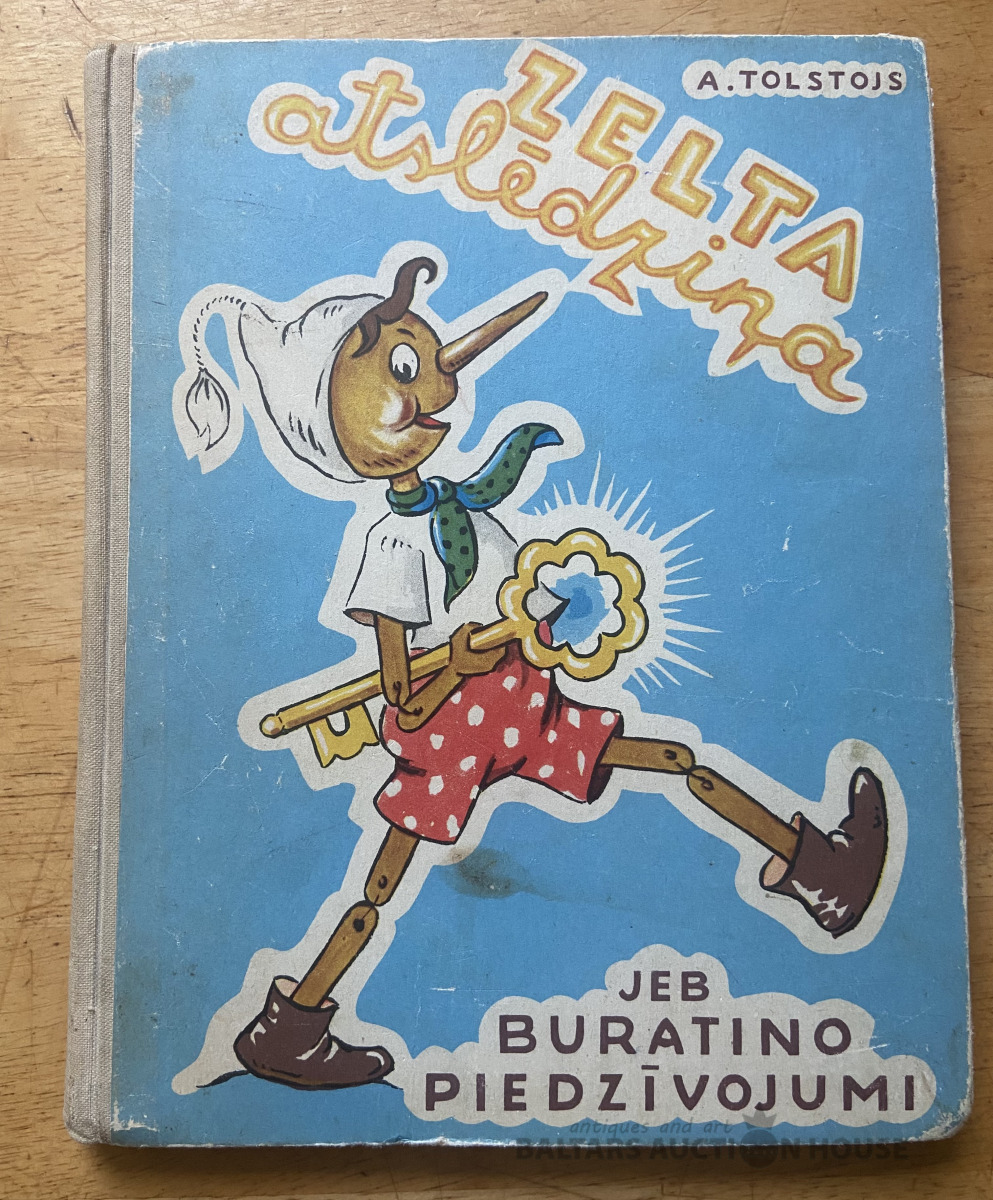 A. TOLSTOJS
ZELTA
atslēdziņa
JEB
BURATINO
PIEDZĪVOJUMI
antiques and art
BALTARS AUCTION HOUSE